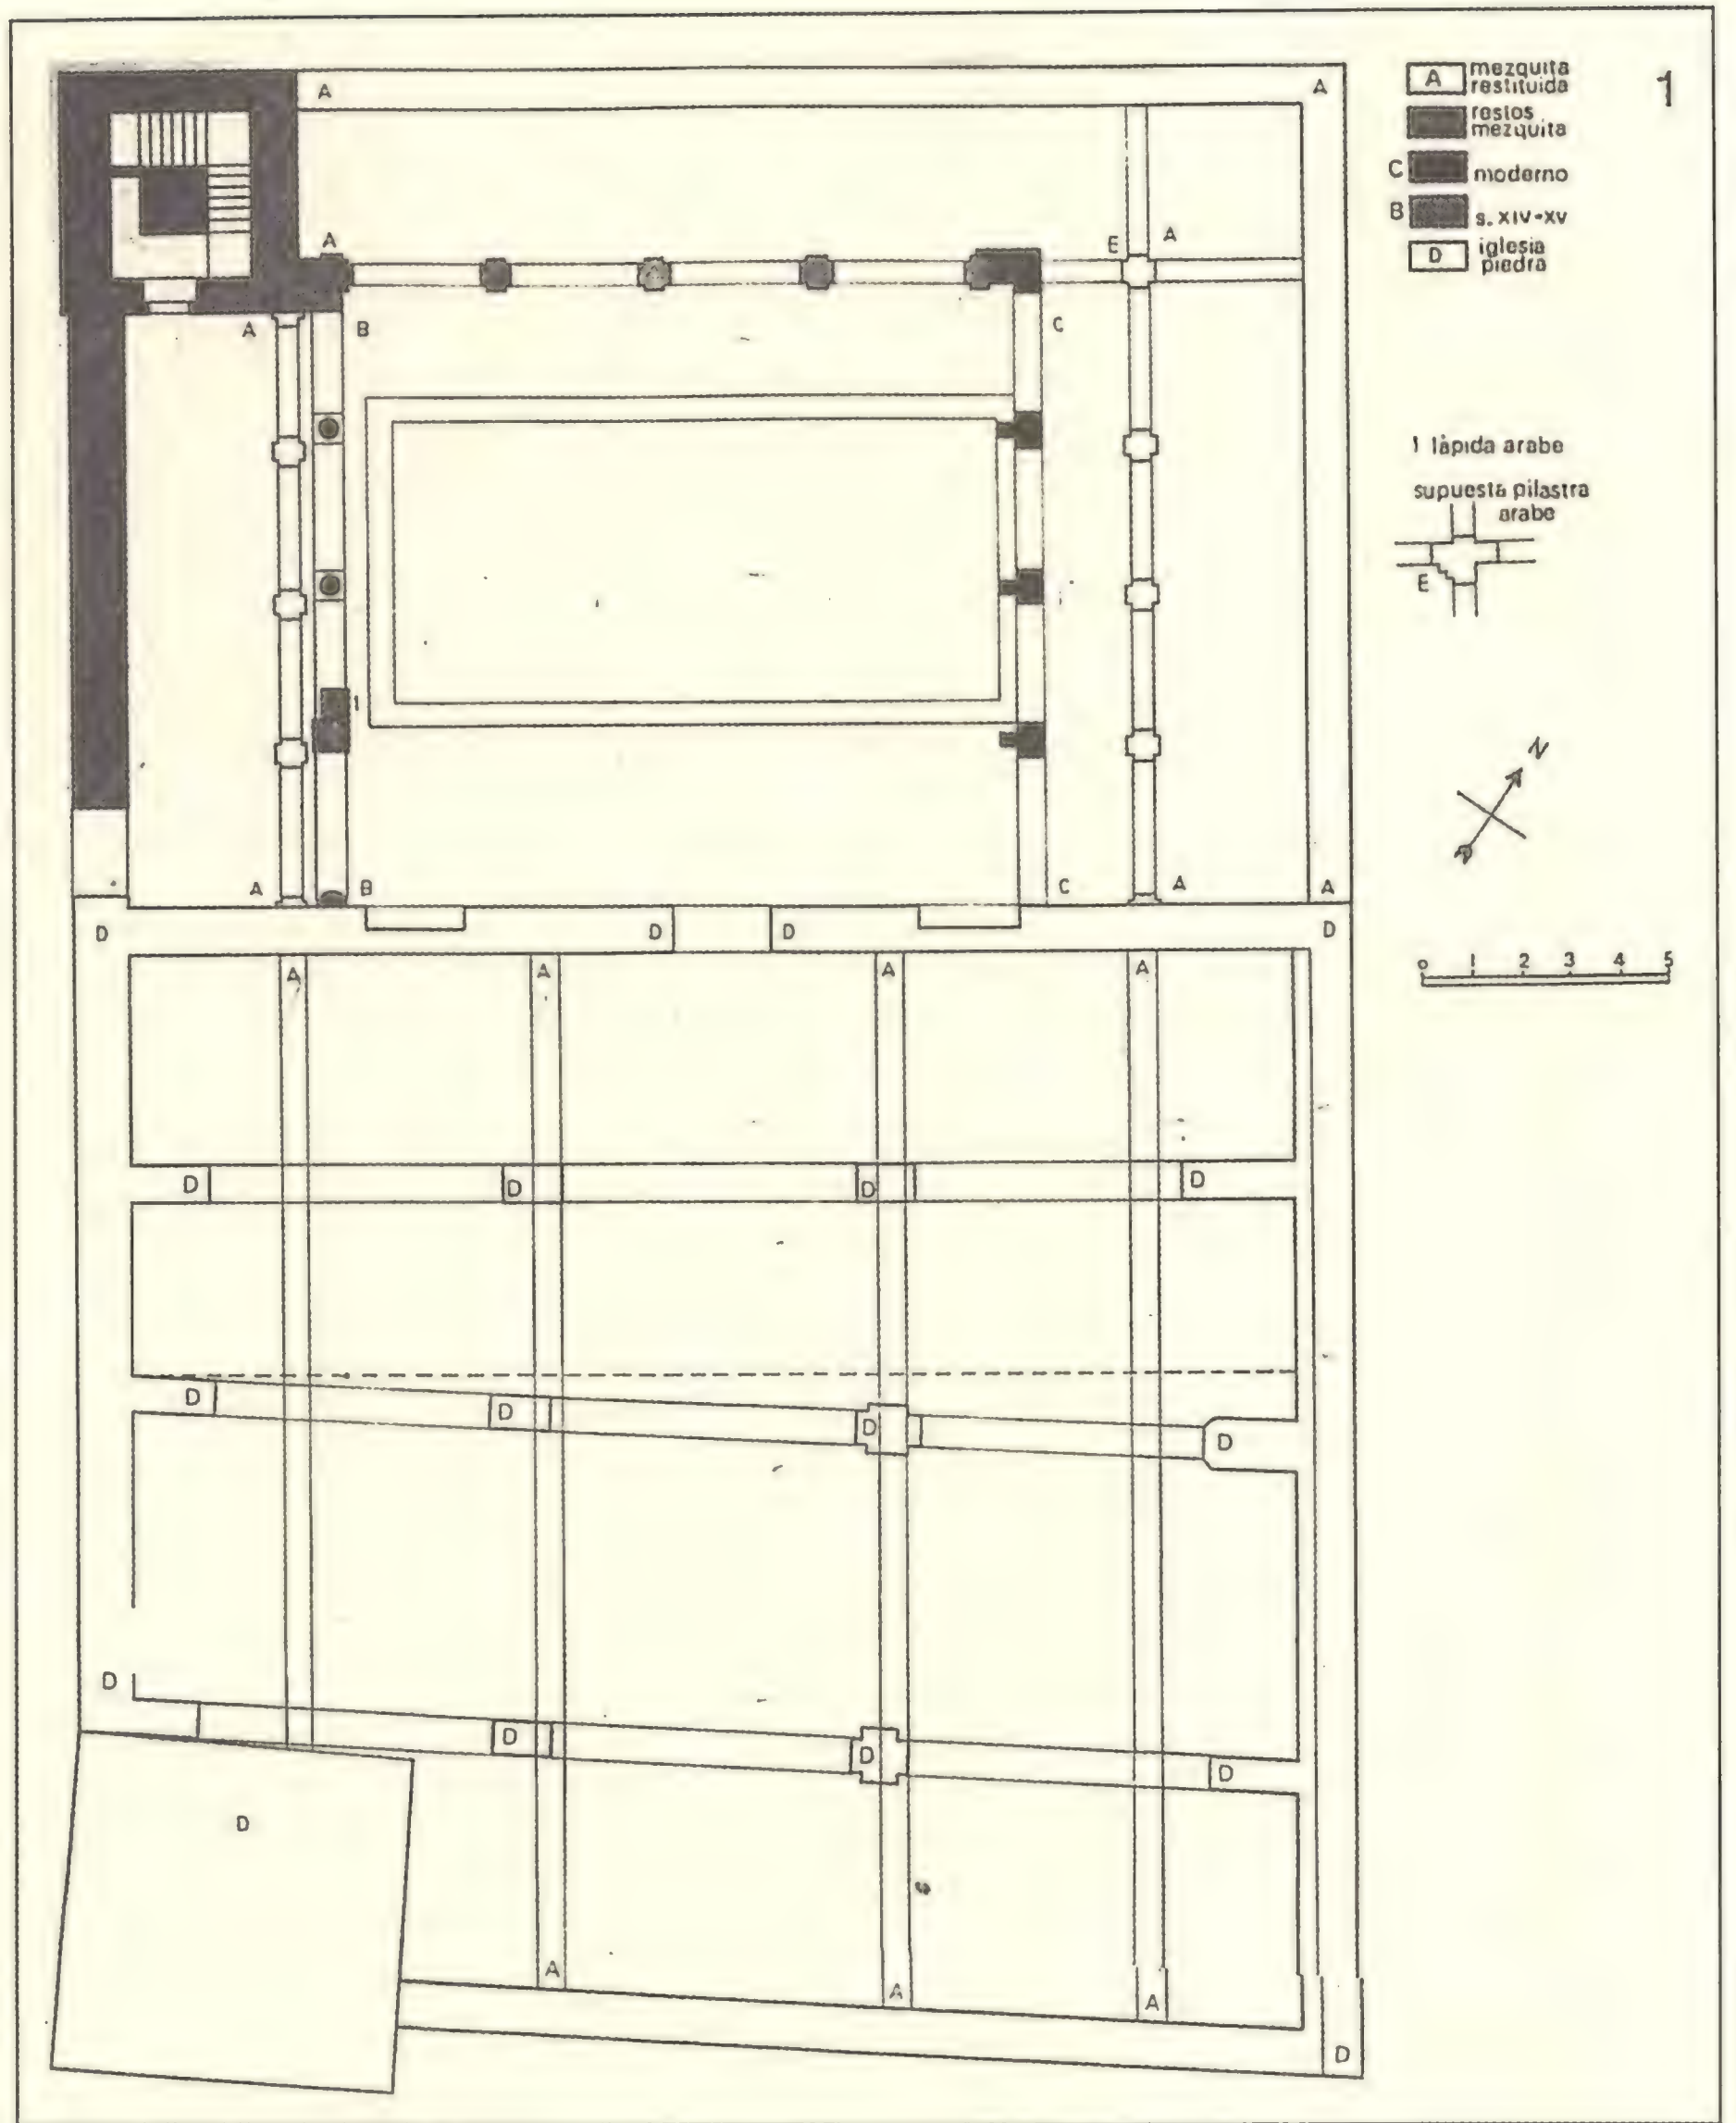 1
A mezquita
restituida
restos
mezquita
C moderno
B s. XIV-XV
D iglesia
piedra
1 lápida arabe
supuesta pilastra
arabe
E
N
0 1 2 3 4 5
A A
A E A
A B C
1
A B C A A
D D D D
A A A A
D D D D
D D D D
D D D D
D
A A A
D